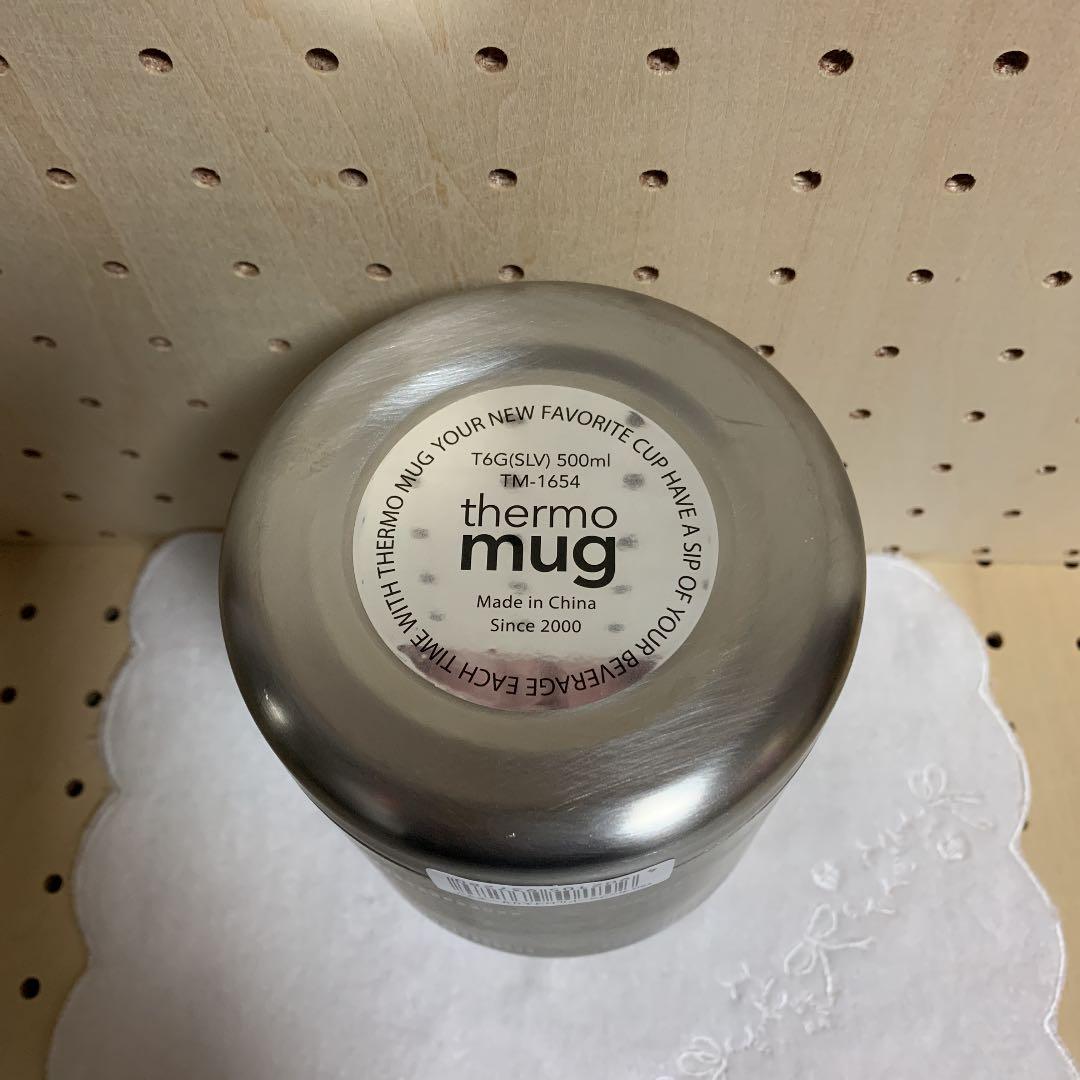 THERMO MUG YOUR NEW FAVORITE CUP HAVE A SIP OF YOUR BEVERAGE EACH TIME WITH
T6G(SLV) 500ml
TM-1654
thermo
mug
Made in China
Since 2000